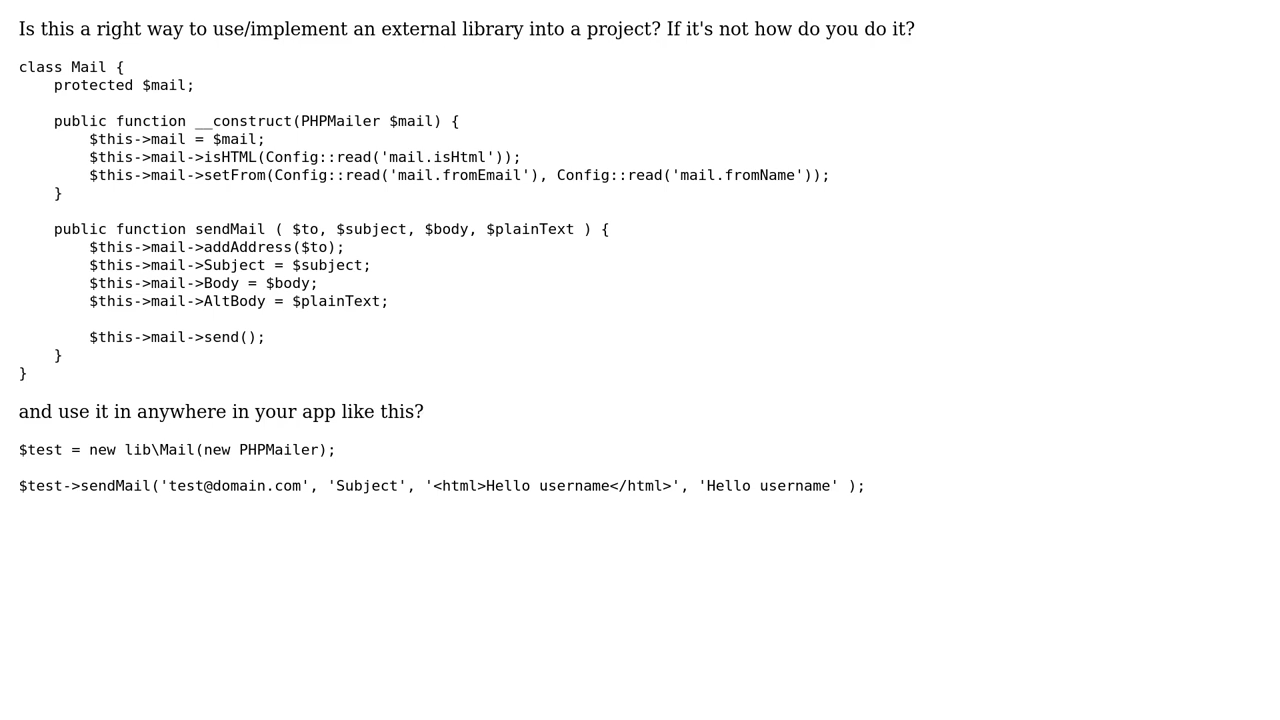 Is this a right way to use/implement an external library into a project? If it's not how do you do it?
class Mail {
    protected $mail;

    public function __construct(PHPMailer $mail) {
        $this->mail = $mail;
        $this->mail->isHTML(Config::read('mail.isHtml'));
        $this->mail->setFrom(Config::read('mail.fromEmail'), Config::read('mail.fromName'));
    }

    public function sendMail ( $to, $subject, $body, $plainText ) {
        $this->mail->addAddress($to);
        $this->mail->Subject = $subject;
        $this->mail->Body = $body;
        $this->mail->AltBody = $plainText;

        $this->mail->send();
    }
}
and use it in anywhere in your app like this?
$test = new lib\Mail(new PHPMailer);

$test->sendMail('test@domain.com', 'Subject', '<html>Hello username</html>', 'Hello username' );